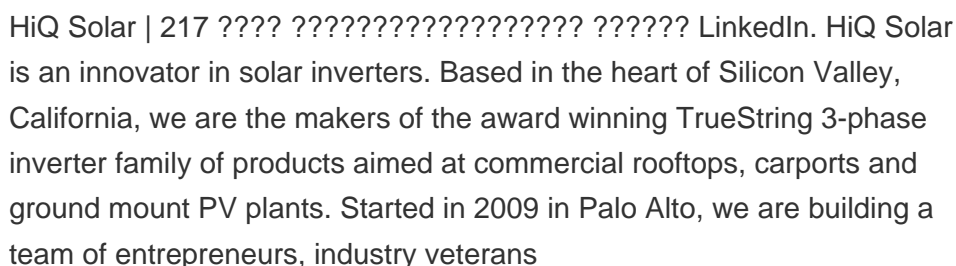 HiQ Solar | 217 ???? ?????????????????? ?????? LinkedIn. HiQ Solar
is an innovator in solar inverters. Based in the heart of Silicon Valley,
California, we are the makers of the award winning TrueString 3-phase
inverter family of products aimed at commercial rooftops, carports and
ground mount PV plants. Started in 2009 in Palo Alto, we are building a
team of entrepreneurs, industry veterans